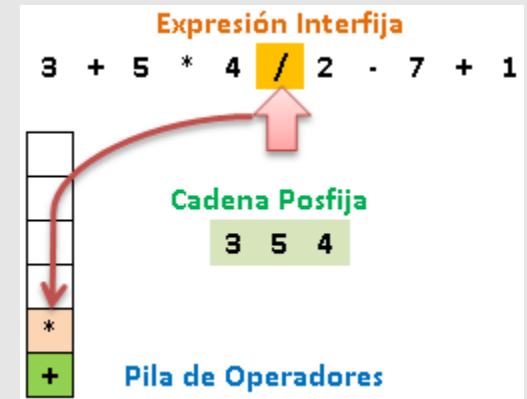 Expresión Interfija
3 + 5 * 4 / 2 - 7 + 1
Cadena Posfija
3 5 4
*
+
Pila de Operadores